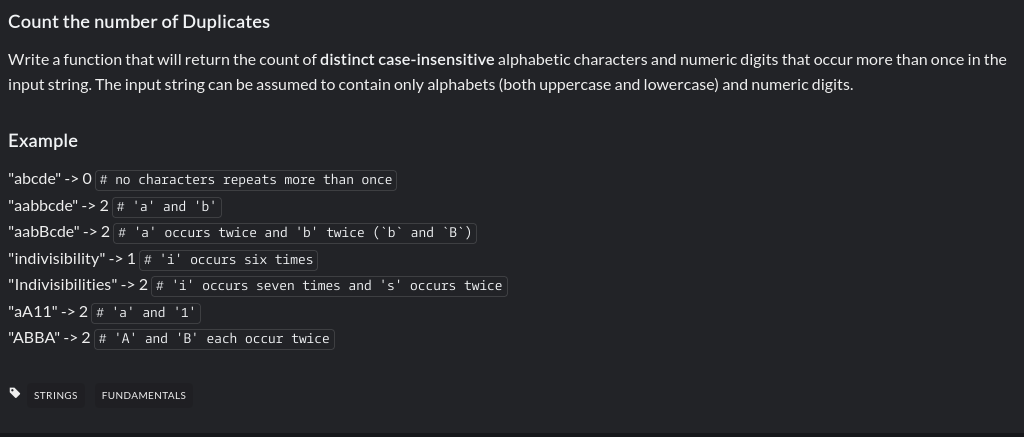 Count the number of Duplicates
Write a function that will return the count of distinct case-insensitive alphabetic characters and numeric digits that occur more than once in the
input string. The input string can be assumed to contain only alphabets (both uppercase and lowercase) and numeric digits.
Example
"abcde" -> 0 # no characters repeats more than once
"aabbcde" -> 2 # 'a' and 'b'
"aabBcde" -> 2 # 'a' occurs twice and 'b' twice (`b` and `B`)
"indivisibility" -> 1 # 'i' occurs six times
"Indivisibilities" -> 2 # 'i' occurs seven times and 's' occurs twice
"aA11" -> 2 # 'a' and '1'
"ABBA" -> 2 # 'A' and 'B' each occur twice
STRINGS FUNDAMENTALS